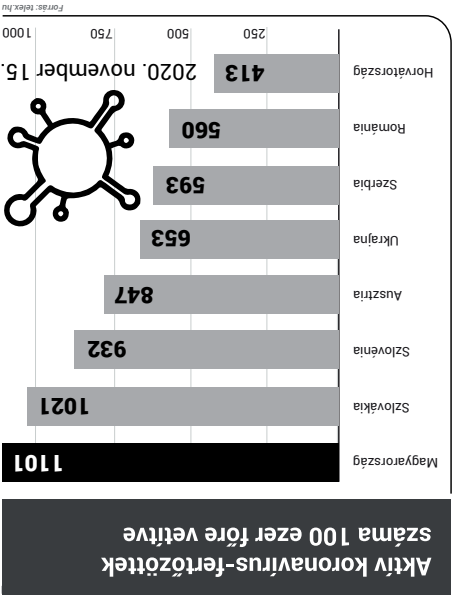 Aktív koronavírus-fertőzöttek
száma 100 ezer főre vetítve
Magyarország 1101
Szlovákia 1021
Szlovénia 932
Ausztria 847
Ukrajna 653
Szerbia 593
Románia 560
Horvátország 413
2020. november 15.
250 500 750 1000
Forrás: telex.hu